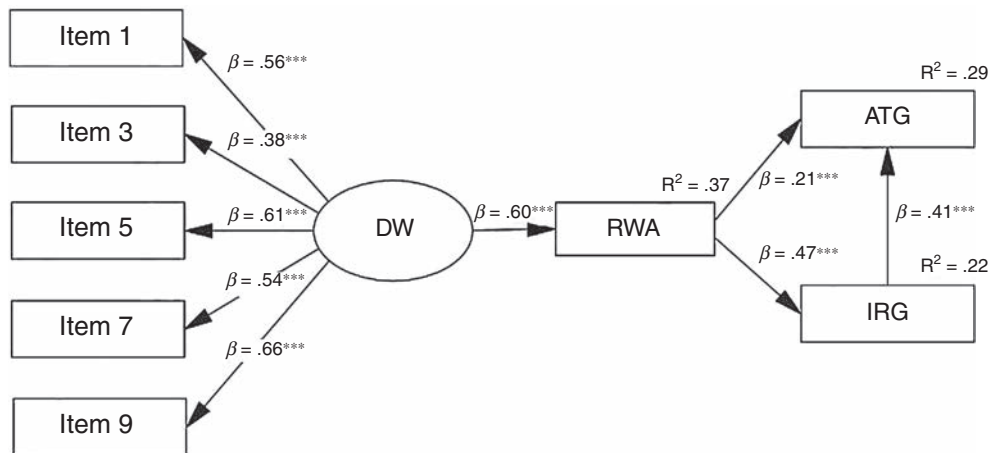 Item 1
β = .56***
R² = .29
ATG
Item 3
β = .38***
R² = .37
β = .21***
Item 5
β = .61***
DW
β = .60***
RWA
β = .41***
β = .47***
R² = .22
Item 7
β = .54***
IRG
β = .66***
Item 9